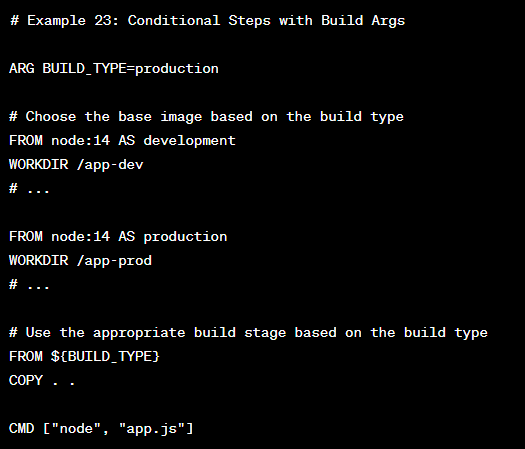 # Example 23: Conditional Steps with Build Args
ARG BUILD_TYPE=production
# Choose the base image based on the build type
FROM node:14 AS development
WORKDIR /app-dev
# ...
FROM node:14 AS production
WORKDIR /app-prod
# ...
# Use the appropriate build stage based on the build type
FROM ${BUILD_TYPE}
COPY . .
CMD ["node", "app.js"]